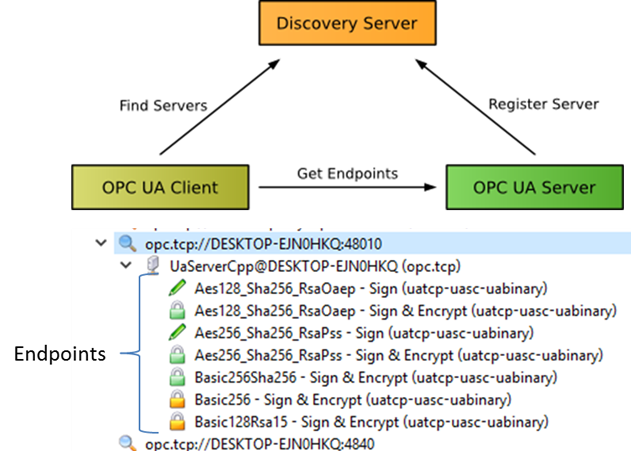 Discovery Server
Find Servers
Register Server
OPC UA Client
Get Endpoints
OPC UA Server
opc.tcp://DESKTOP-EJN0HKQ:48010
UaServerCpp@DESKTOP-EJN0HKQ (opc.tcp)
Aes128_Sha256_RsaOaep - Sign (uatcp-uasc-uabinary)
Aes128_Sha256_RsaOaep - Sign & Encrypt (uatcp-uasc-uabinary)
Aes256_Sha256_RsaPss - Sign (uatcp-uasc-uabinary)
Endpoints
Aes256_Sha256_RsaPss - Sign & Encrypt (uatcp-uasc-uabinary)
Basic256Sha256 - Sign & Encrypt (uatcp-uasc-uabinary)
Basic256 - Sign & Encrypt (uatcp-uasc-uabinary)
Basic128Rsa15 - Sign & Encrypt (uatcp-uasc-uabinary)
opc.tcp://DESKTOP-EJN0HKQ:4840